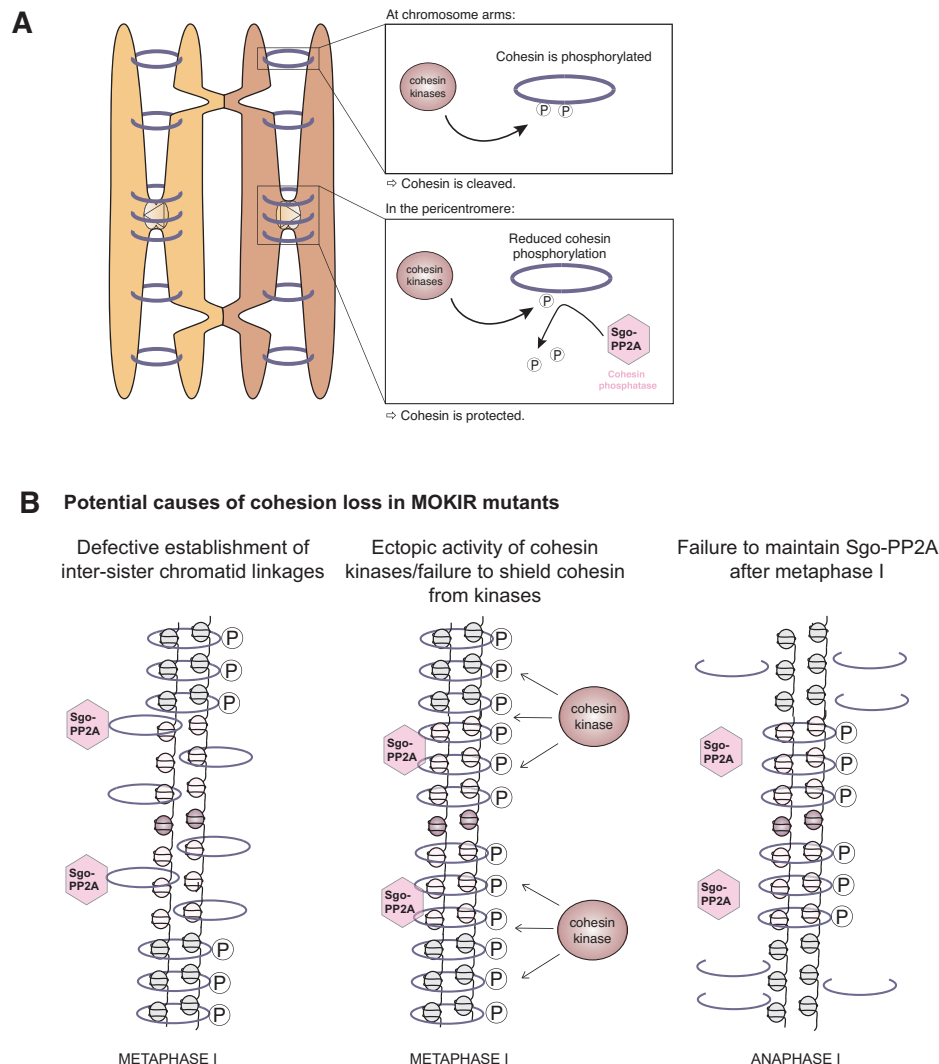 A
At chromosome arms:
cohesin
kinases
Cohesin is phosphorylated
P P
⇨ Cohesin is cleaved.
In the pericentromere:
Reduced cohesin
phosphorylation
cohesin
kinases
P
Sgo-
PP2A
P P
Cohesin
phosphatase
⇨ Cohesin is protected.
B Potential causes of cohesion loss in MOKIR mutants
Defective establishment of
inter-sister chromatid linkages
P
P
P
Sgo-
PP2A
Sgo-
PP2A
P
P
P
METAPHASE I
Ectopic activity of cohesin
kinases/failure to shield cohesin
from kinases
P
P
P
P
P
P
Sgo-
PP2A
cohesin
kinase
P
P
P
P
P
P
Sgo-
PP2A
cohesin
kinase
METAPHASE I
Failure to maintain Sgo-PP2A
after metaphase I
P
P
P
Sgo-
PP2A
P
P
P
Sgo-
PP2A
ANAPHASE I